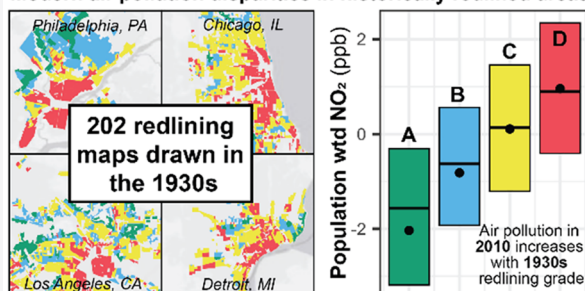 Philadelphia, PA
Chicago, IL
202 redlining
maps drawn in
the 1930s
Los Angeles, CA
Detroit, MI
Population wtd NO₂ (ppb)
2
0
-2
A
B
C
D
Air pollution in
2010 increases
with 1930s
redlining grade